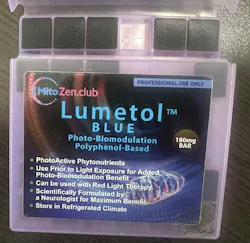 PROFESSIONAL USE ONLY
MitoZen.club
Lumetol™
BLUE
Photo-Biomodulation
Polyphenol-Based
180mg
BAR
• PhotoActive Phytonutrients
• Use Prior to Light Exposure for Added
Photo-Biomodulation Benefit
• Can be used with Red Light Therapy
• Scientifically Formulated by
a Neurologist for Maximum Benefit
• Store in Refrigerated Climate